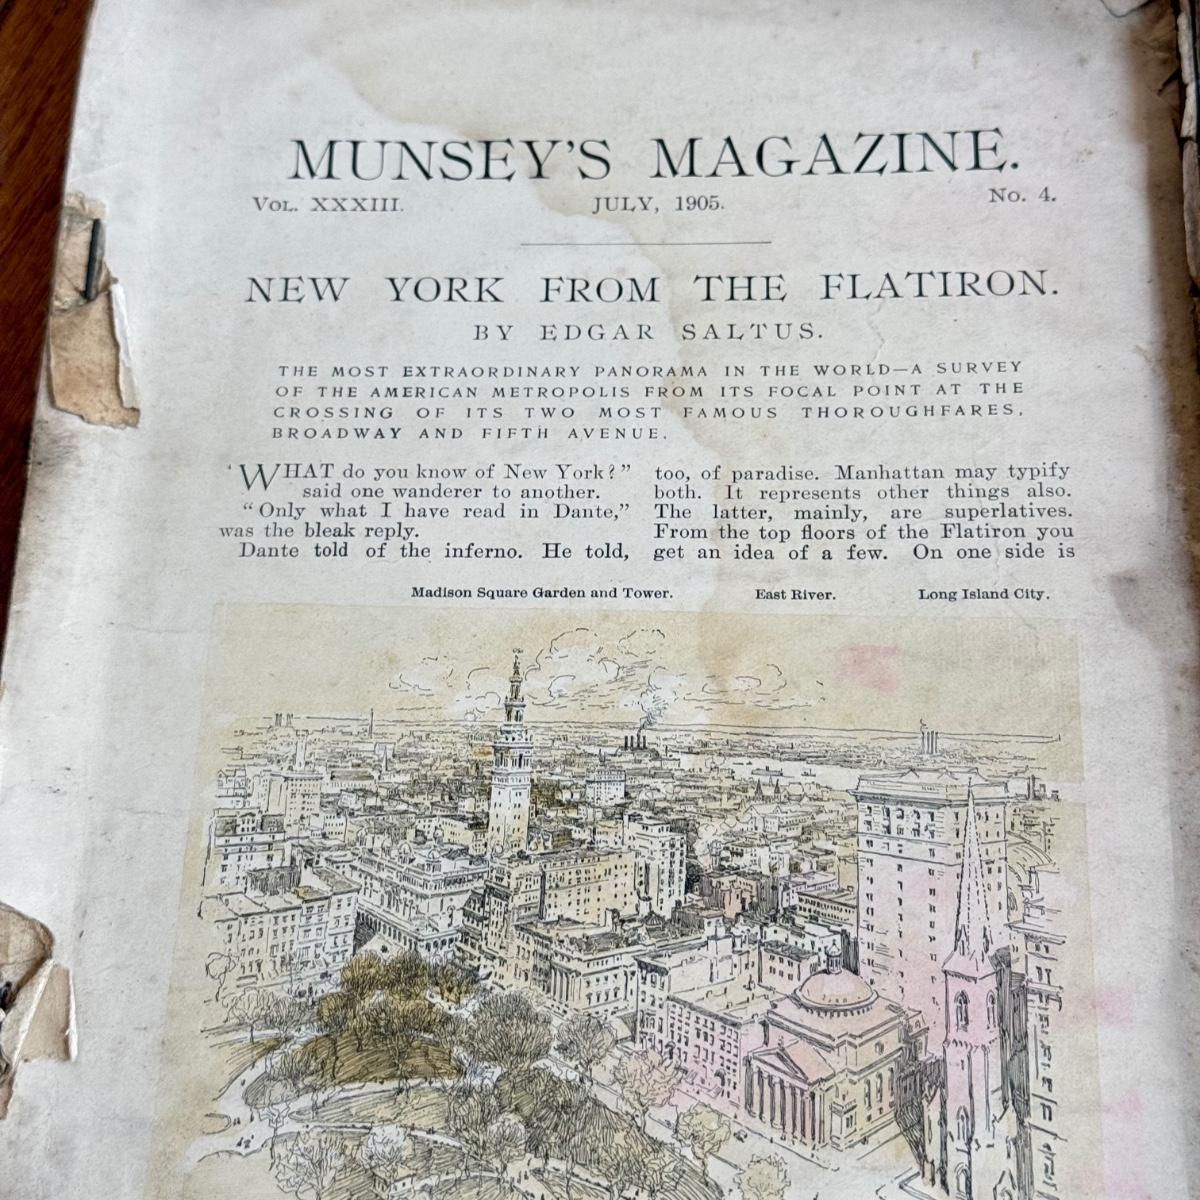 MUNSEY'S MAGAZINE.
VOL. XXXIII. JULY, 1905. No. 4.
NEW YORK FROM THE FLATIRON.
BY EDGAR SALTUS.
THE MOST EXTRAORDINARY PANORAMA IN THE WORLD—A SURVEY
OF THE AMERICAN METROPOLIS FROM ITS FOCAL POINT AT THE
CROSSING OF ITS TWO MOST FAMOUS THOROUGHFARES,
BROADWAY AND FIFTH AVENUE.
'WHAT do you know of New York?"
said one wanderer to another.
"Only what I have read in Dante,"
was the bleak reply.
Dante told of the inferno. He told,
too, of paradise. Manhattan may typify
both. It represents other things also.
The latter, mainly, are superlatives.
From the top floors of the Flatiron you
get an idea of a few. On one side is
Madison Square Garden and Tower. East River. Long Island City.